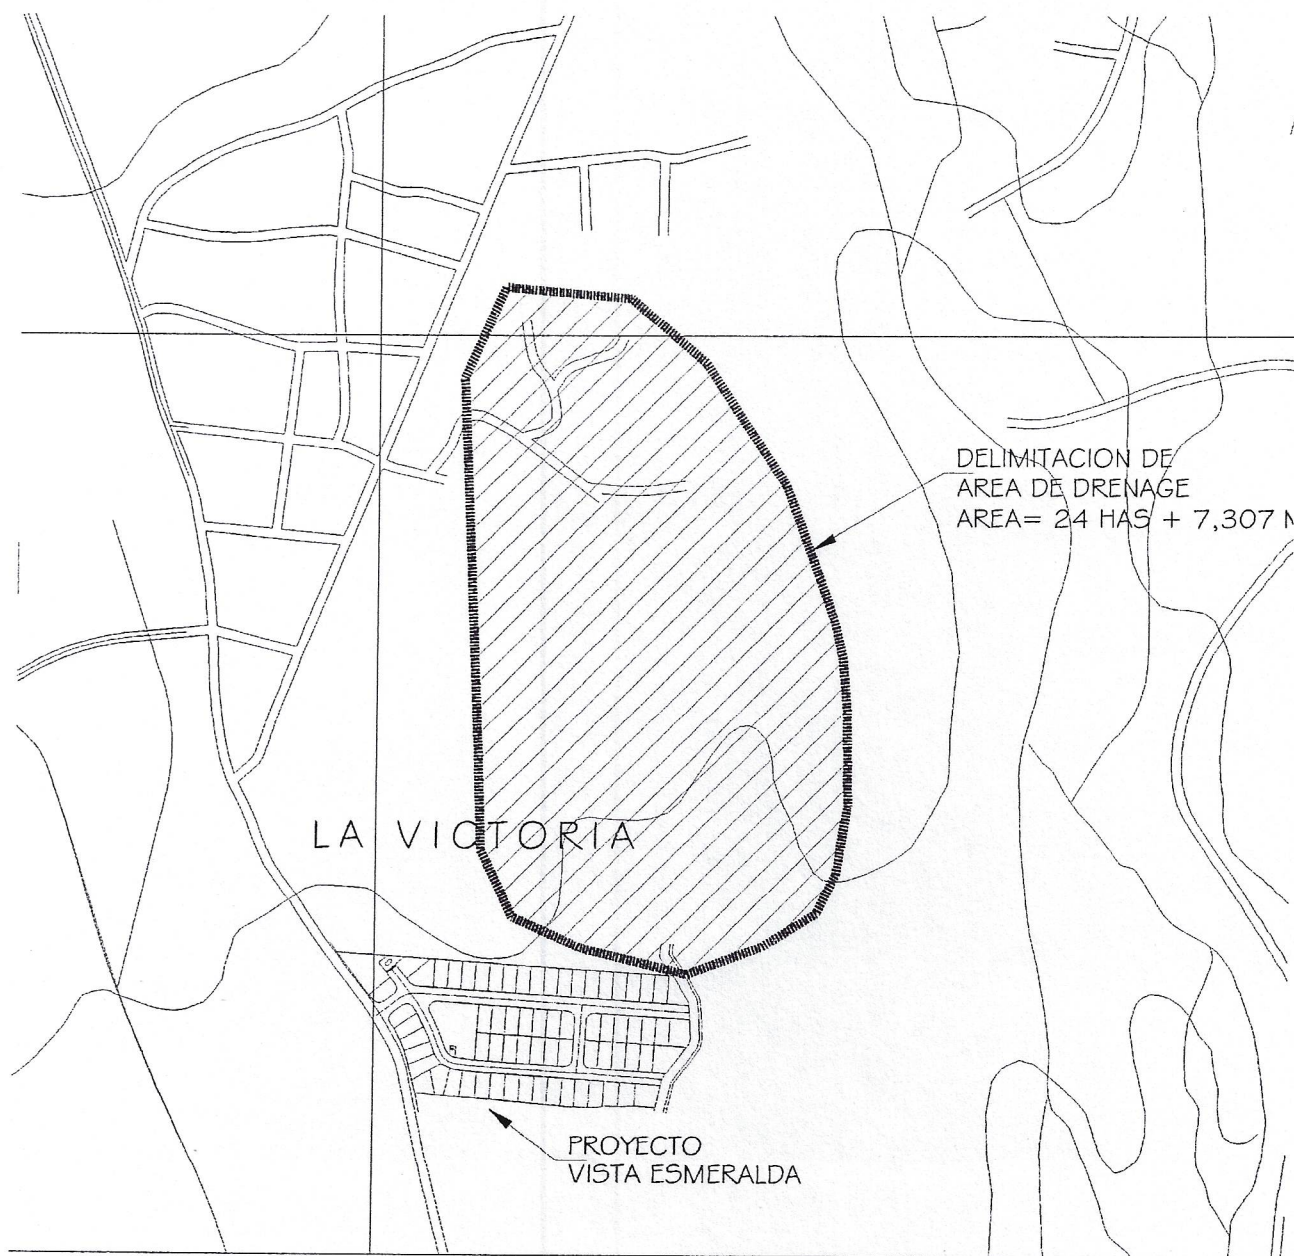 DELIMITACION DE
AREA DE DRENAGE
AREA= 24 HAS + 7,307
LA VICTORIA
PROYECTO
VISTA ESMERALDA